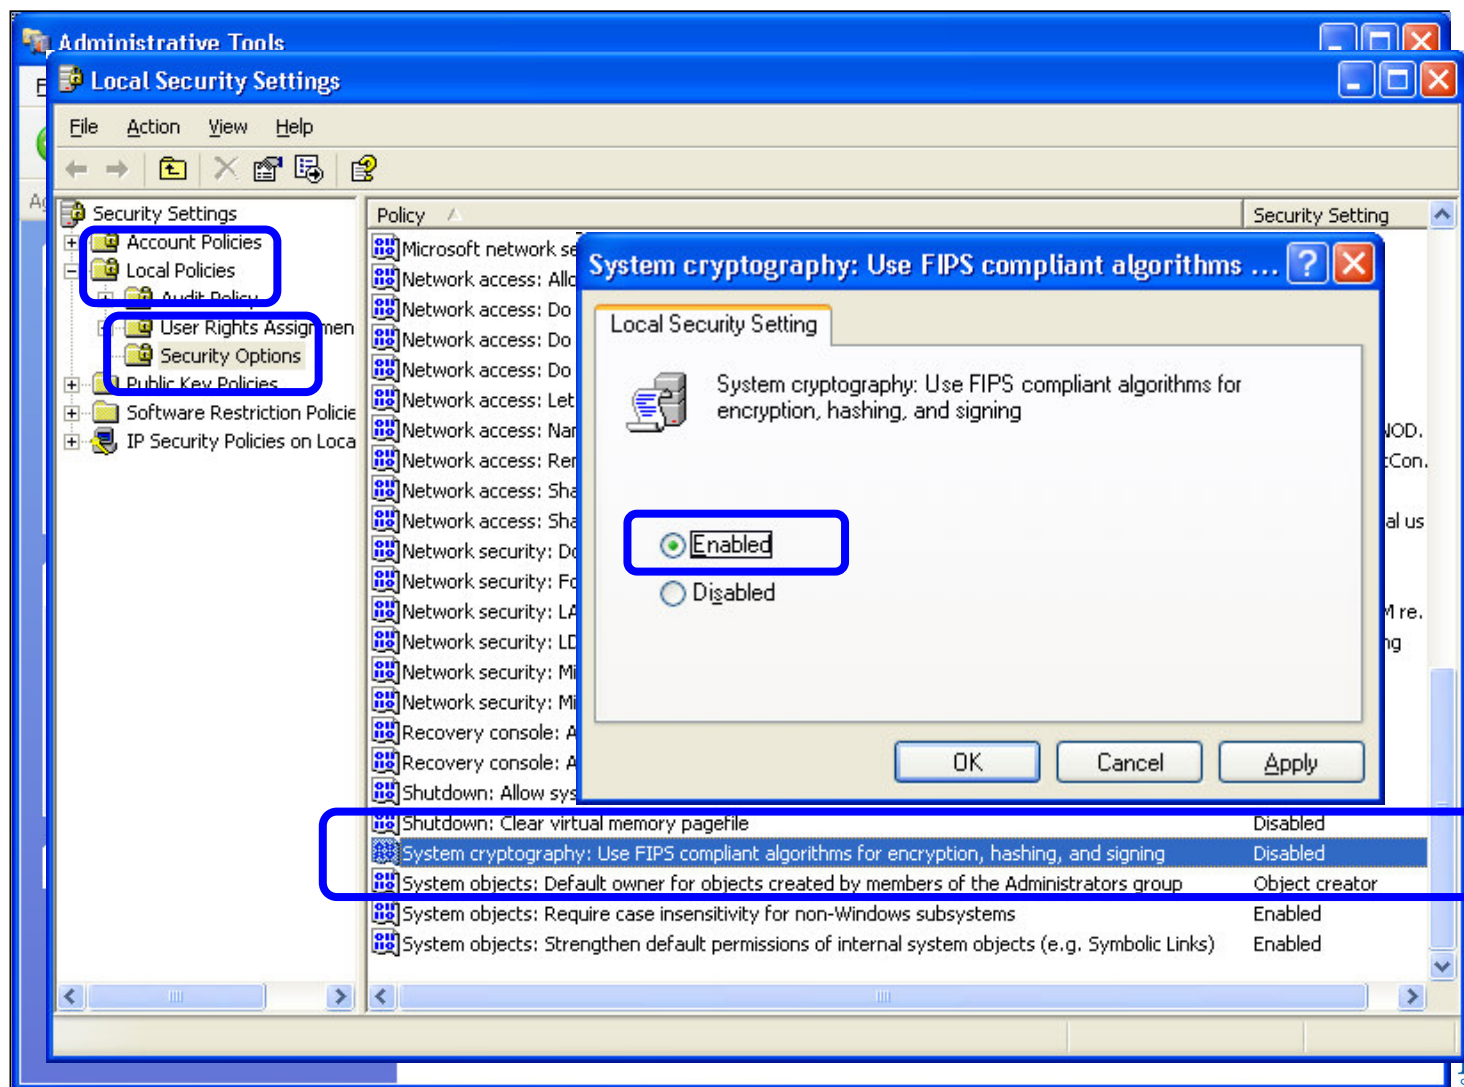 Administrative Tools
Local Security Settings
File Action View Help
Security Settings
Account Policies
Local Policies
Audit Policy
User Rights Assignmen
Security Options
Public Key Policies
Software Restriction Policie
IP Security Policies on Loca
Policy Security Setting
Microsoft network se
Network access: Allo
Network access: Do
Network access: Do
Network access: Do
Network access: Let
Network access: Nam
Network access: Rem
Network access: Sha
Network access: Sha
Network security: Do
Network security: Fo
Network security: LA
Network security: LD
Network security: Mi
Network security: Mi
Recovery console: A
Recovery console: A
Shutdown: Allow sys
Shutdown: Clear virtual memory pagefile Disabled
System cryptography: Use FIPS compliant algorithms for encryption, hashing, and signing Disabled
System objects: Default owner for objects created by members of the Administrators group Object creator
System objects: Require case insensitivity for non-Windows subsystems Enabled
System objects: Strengthen default permissions of internal system objects (e.g. Symbolic Links) Enabled
System cryptography: Use FIPS compliant algorithms ...
Local Security Setting
System cryptography: Use FIPS compliant algorithms for
encryption, hashing, and signing
Enabled
Disabled
OK Cancel Apply